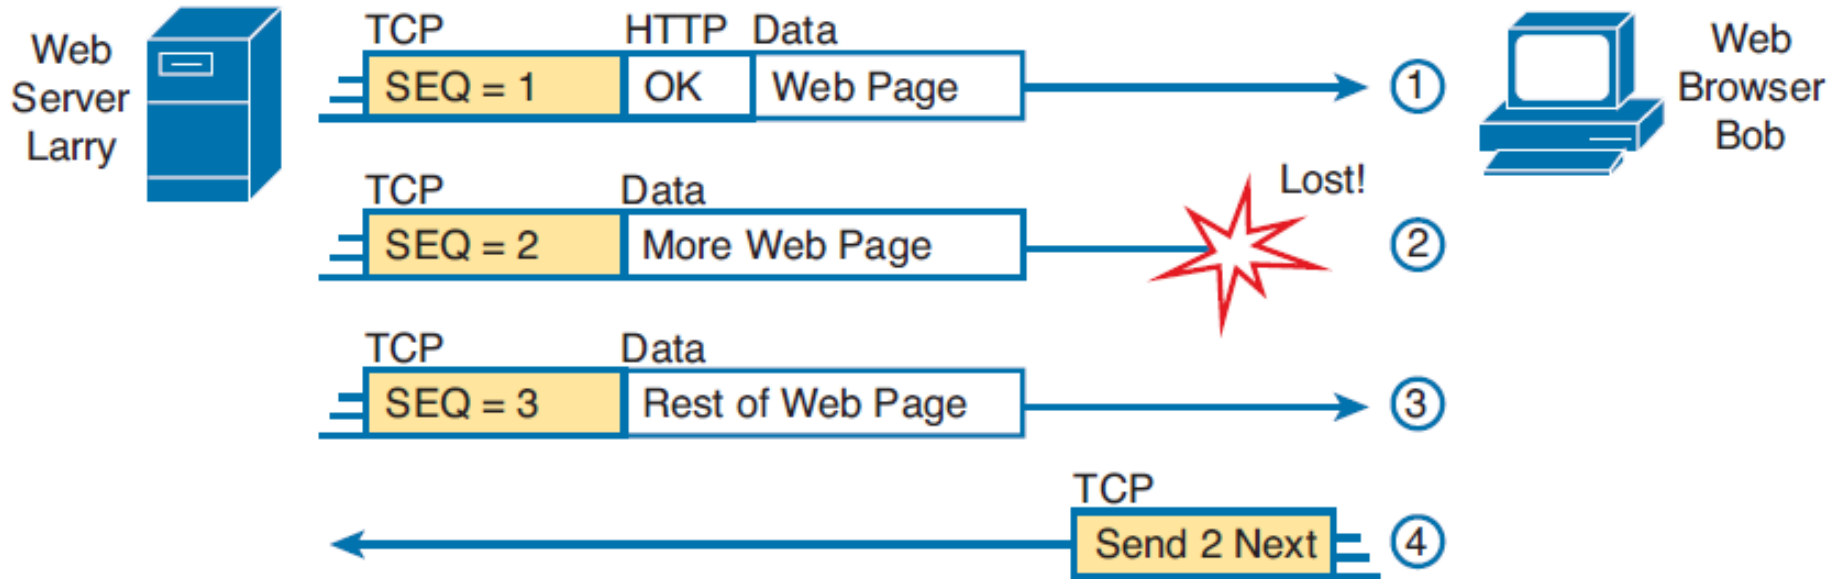 Web
Server
Larry
TCP HTTP Data
SEQ = 1 OK Web Page
1
Web
Browser
Bob
TCP Data
SEQ = 2 More Web Page
Lost!
2
TCP Data
SEQ = 3 Rest of Web Page
3
TCP
Send 2 Next
4